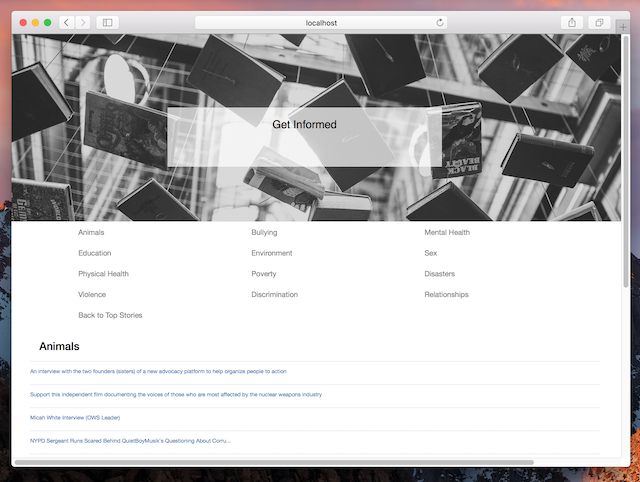 localhost
Get Informed
BLACK
BEAUTY
Animals Bullying Mental Health
Education Environment Sex
Physical Health Poverty Disasters
Violence Discrimination Relationships
Back to Top Stories
Animals
An interview with the two founders (sisters) of a new advocacy platform to help organize people to action
Support this independent film documenting the voices of those who are most affected by the nuclear weapons industry
Micah White Interview (OWS Leader)
NYPD Sergeant Runs Scared Behind QuietBoyMusik's Questioning About Corru...